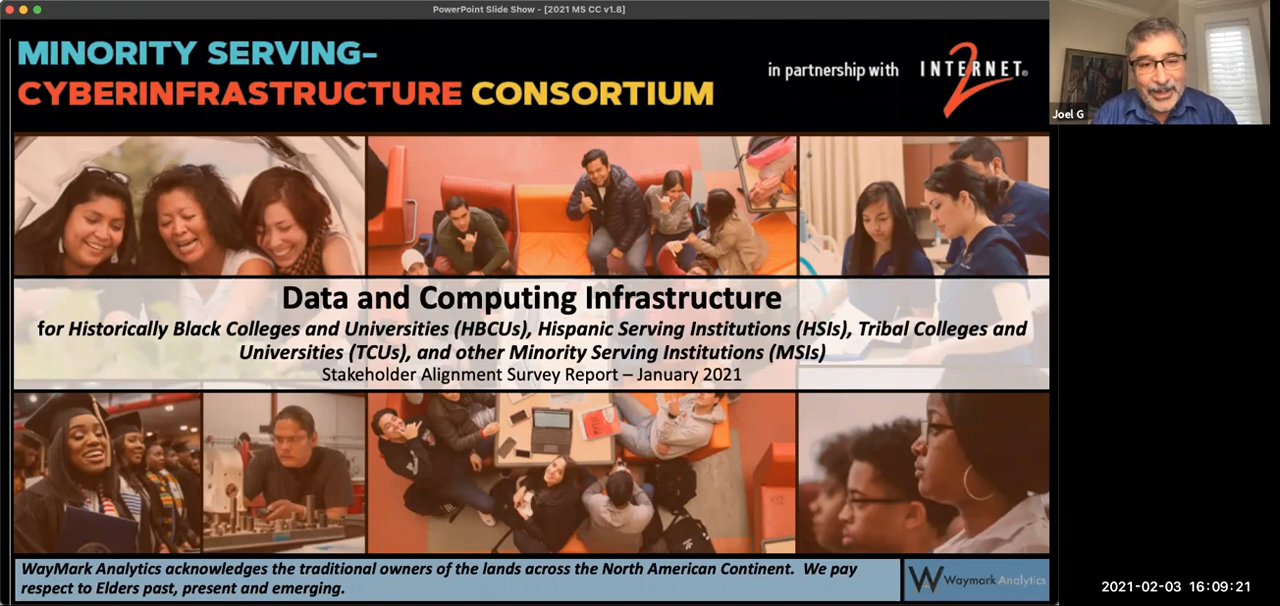 PowerPoint Slide Show - [2021 MS CC v1.8]
MINORITY SERVING–
CYBERINFRASTRUCTURE CONSORTIUM
in partnership with
INTERNET®
2
Joel G
Data and Computing Infrastructure
for Historically Black Colleges and Universities (HBCUs), Hispanic Serving Institutions (HSIs), Tribal Colleges and
Universities (TCUs), and other Minority Serving Institutions (MSIs)
Stakeholder Alignment Survey Report – January 2021
WayMark Analytics acknowledges the traditional owners of the lands across the North American Continent. We pay
respect to Elders past, present and emerging.
W WaymarkAnalytics
2021-02-03 16:09:21